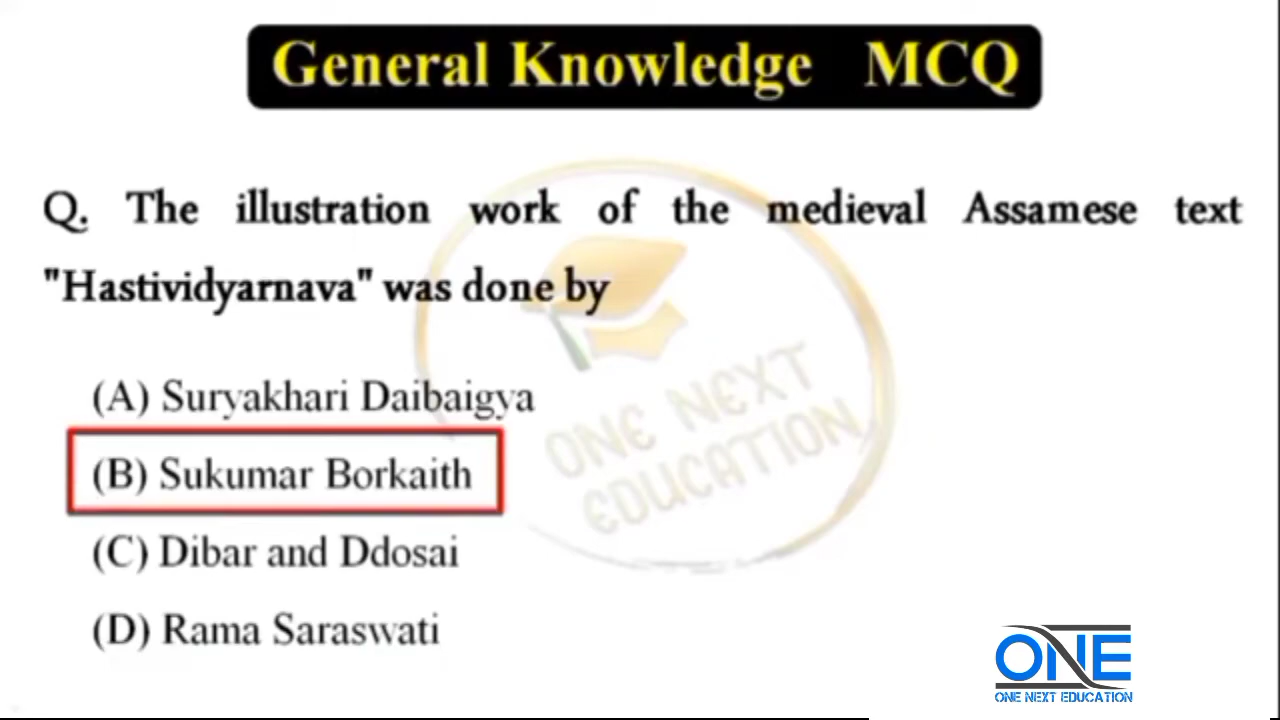 General Knowledge MCQ
Q. The illustration work of the medieval Assamese text
"Hastividyarnava" was done by
(A) Suryakhari Daibaigya
(B) Sukumar Borkaith
(C) Dibar and Ddosai
(D) Rama Saraswati
ONE NEXT
EDUCATION
ONE
ONE NEXT EDUCATION